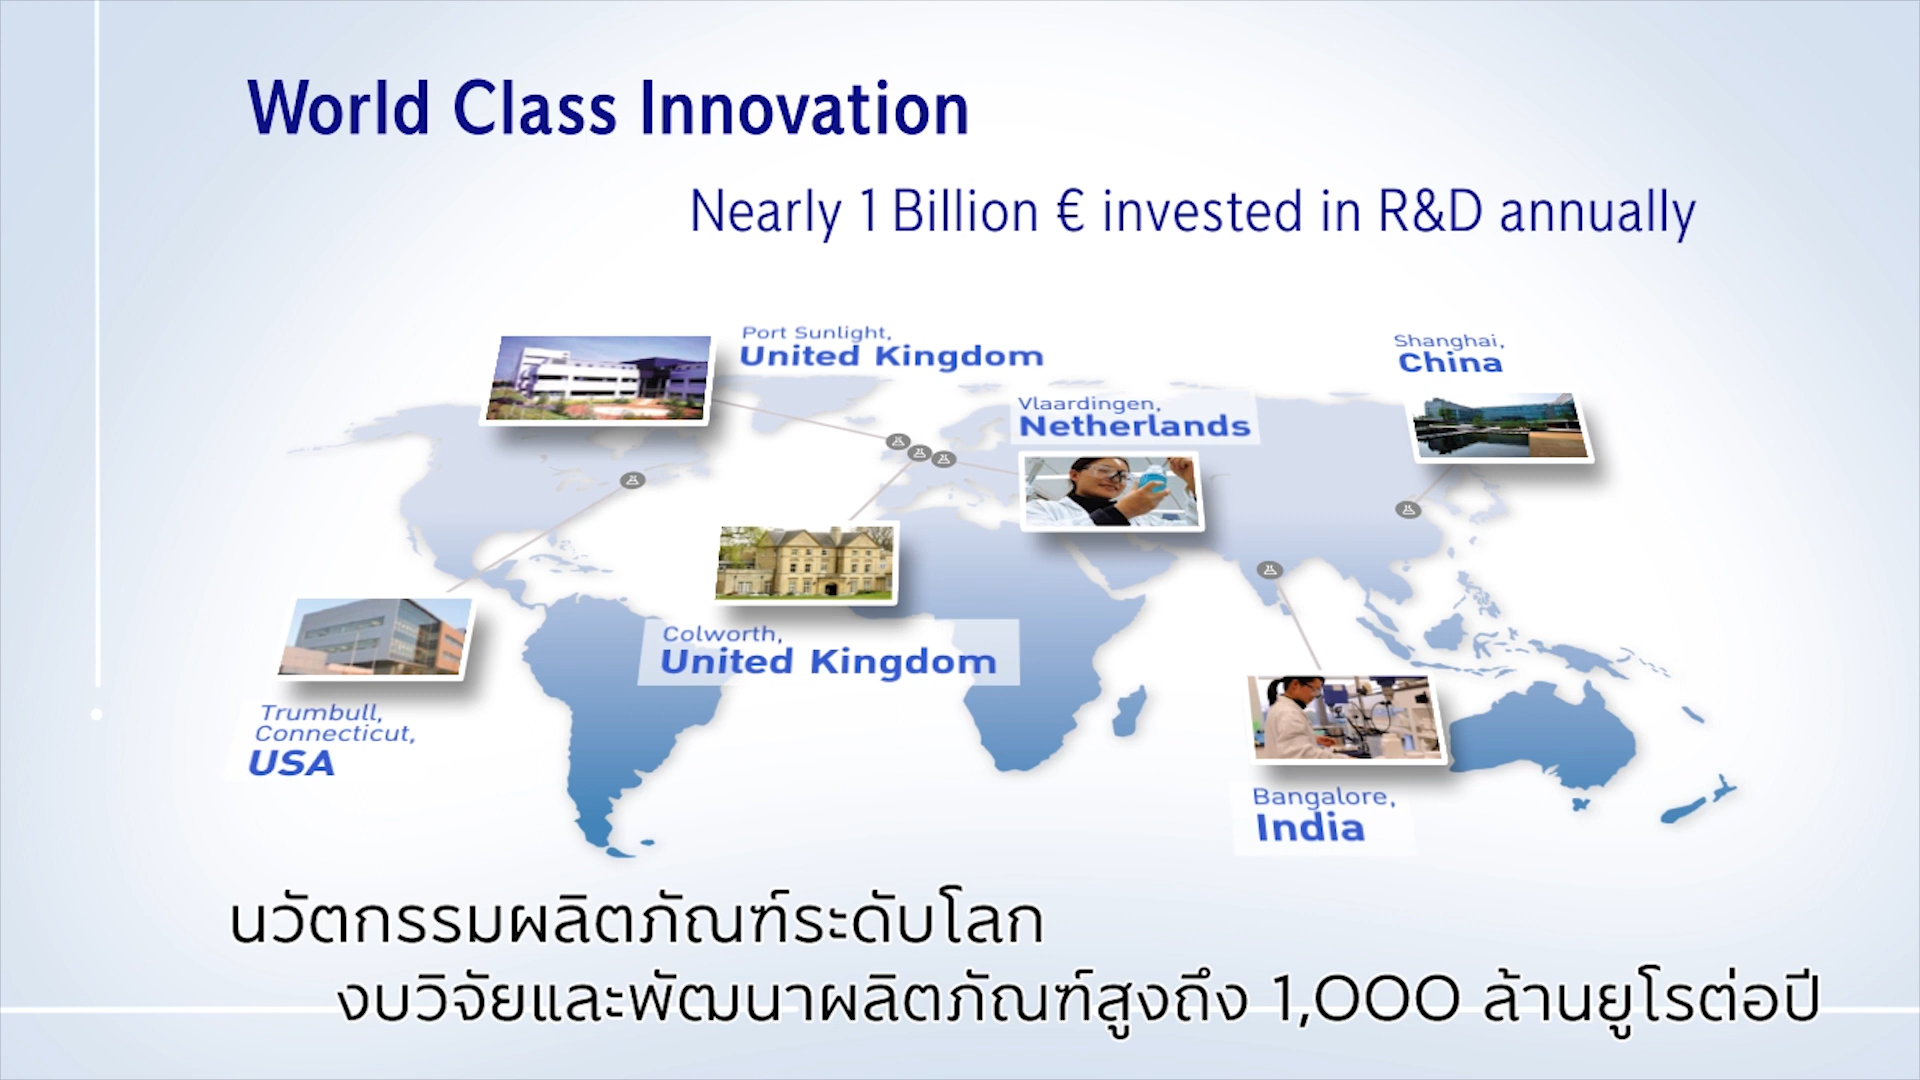 World Class Innovation
Nearly 1 Billion € invested in R&D annually
Port Sunlight,
United Kingdom
Shanghai,
China
Vlaardingen,
Netherlands
Colworth,
United Kingdom
Trumbull,
Connecticut,
USA
Bangalore,
India
นวัตกรรมผลิตภัณฑ์ระดับโลก
งบวิจัยและพัฒนาผลิตภัณฑ์สูงถึง 1,000 ล้านยูโรต่อปี